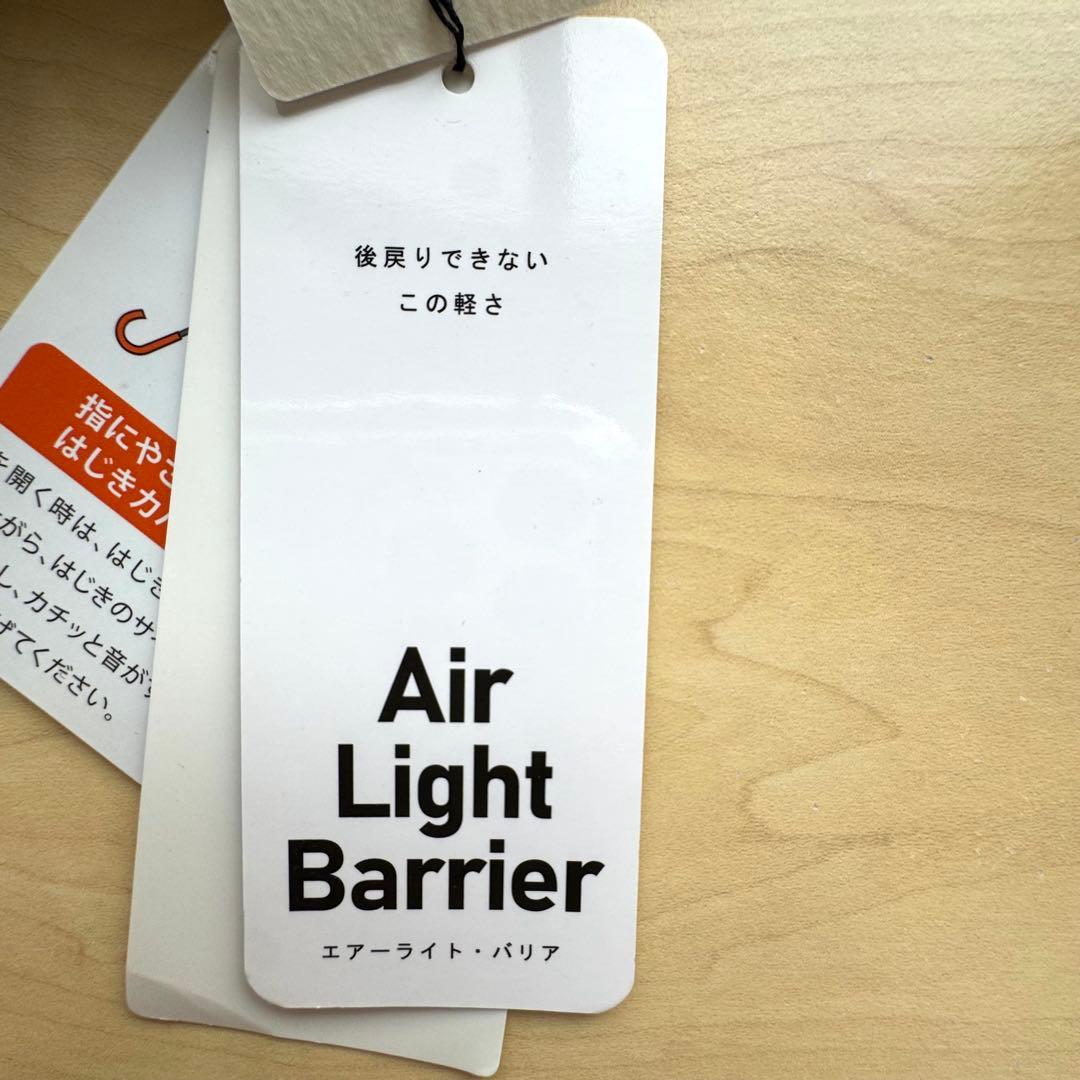 後戻りできない
この軽さ
Air
Light
Barrier
エアーライト・バリア
指にや
はじきカ
を開く時は、はじき
がら、はじきのサ
し、カチッと音が
げてください。